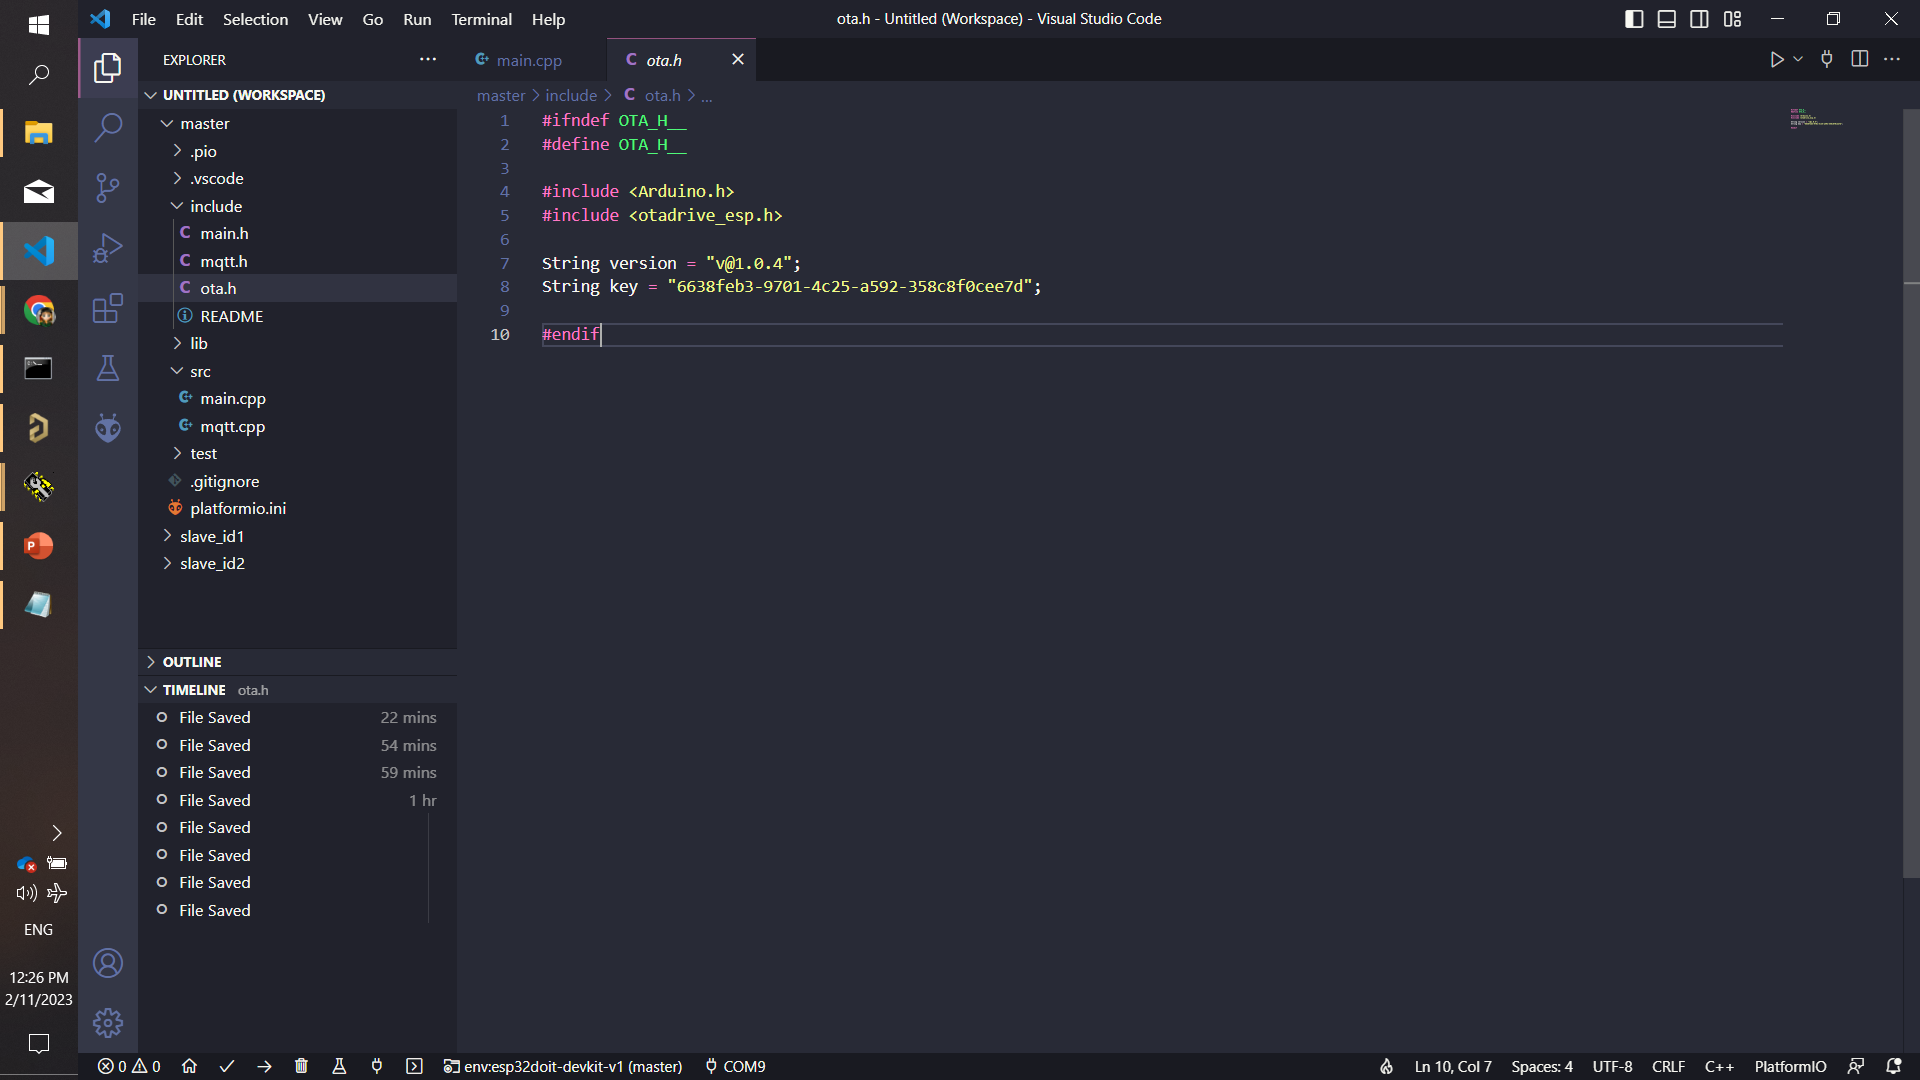 File Edit Selection View Go Run Terminal Help
ota.h - Untitled (Workspace) - Visual Studio Code
EXPLORER
main.cpp
ota.h
UNTITLED (WORKSPACE)
master
.pio
.vscode
include
main.h
mqtt.h
ota.h
README
lib
src
main.cpp
mqtt.cpp
test
.gitignore
platformio.ini
slave_id1
slave_id2
OUTLINE
TIMELINE ota.h
File Saved 22 mins
File Saved 54 mins
File Saved 59 mins
File Saved 1 hr
File Saved
File Saved
File Saved
File Saved
master > include > C ota.h > ...
1 #ifndef OTA_H__
2 #define OTA_H__
3
4 #include <Arduino.h>
5 #include <otadrive_esp.h>
6
7 String version = "v@1.0.4";
8 String key = "6638feb3-9701-4c25-a592-358c8f0cee7d";
9
10 #endif
ENG
12:26 PM
2/11/2023
0 0 env:esp32doit-devkit-v1 (master) COM9 Ln 10, Col 7 Spaces: 4 UTF-8 CRLF C++ PlatformIO